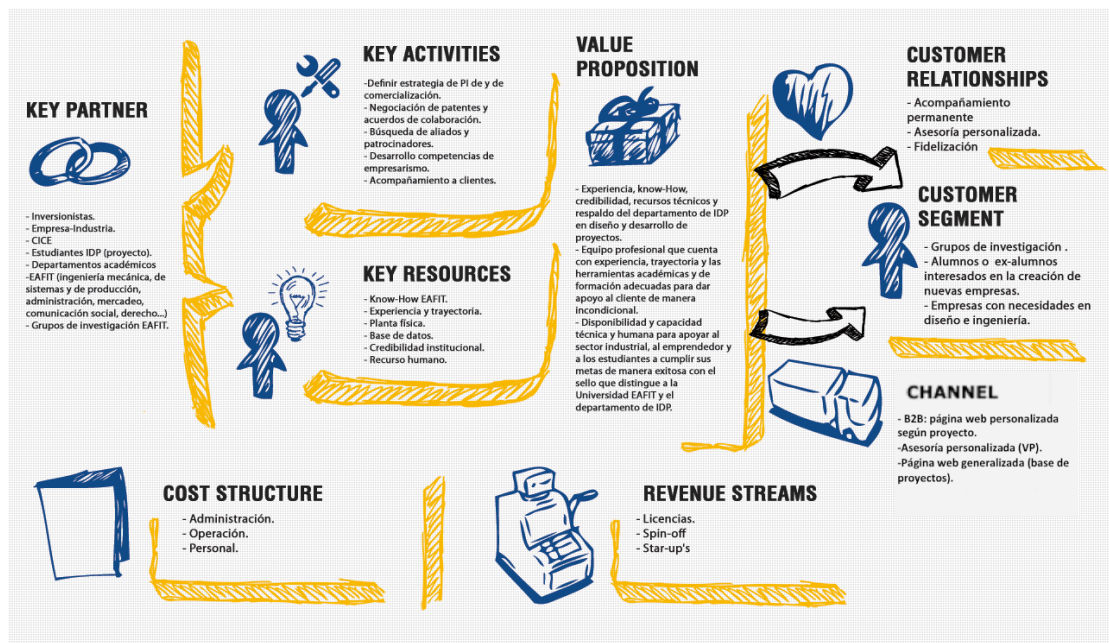 KEY PARTNER
- Inversionistas.
- Empresa-Industria.
- CICE
- Estudiantes IDP (proyecto).
- Departamentos académicos
-EAFIT (ingeniería mecánica, de
sistemas y de producción,
administración, mercadeo,
comunicación social, derecho...)
- Grupos de investigación EAFIT.
KEY ACTIVITIES
-Definir estrategia de PI de y de
comercialización.
- Negociación de patentes y
acuerdos de colaboración.
- Búsqueda de aliados y
patrocinadores.
- Desarrollo competencias de
empresarismo.
- Acompañamiento a clientes.
KEY RESOURCES
- Know-How EAFIT.
- Experiencia y trayectoria.
- Planta física.
- Base de datos.
- Credibilidad institucional.
- Recurso humano.
VALUE
PROPOSITION
- Experiencia, know-How,
credibilidad, recursos técnicos y
respaldo del departamento de IDP
en diseño y desarrollo de
proyectos.
- Equipo profesional que cuenta
con experiencia, trayectoria y las
herramientas académicas y de
formación adecuadas para dar
apoyo al cliente de manera
incondicional.
- Disponibilidad y capacidad
técnica y humana para apoyar al
sector industrial, al emprendedor y
a los estudiantes a cumplir sus
metas de manera exitosa con el
sello que distingue a la
Universidad EAFIT y el
departamento de IDP.
CUSTOMER
RELATIONSHIPS
- Acompañamiento
permanente
- Asesoría personalizada.
- Fidelización
CUSTOMER
SEGMENT
- Grupos de investigación .
- Alumnos o ex-alumnos
interesados en la creación de
nuevas empresas.
- Empresas con necesidades en
diseño e ingeniería.
CHANNEL
- B2B: página web personalizada
según proyecto.
-Asesoría personalizada (VP).
-Página web generalizada (base de
proyectos).
COST STRUCTURE
- Administración.
- Operación.
- Personal.
REVENUE STREAMS
- Licencias.
- Spin-off
- Star-up's